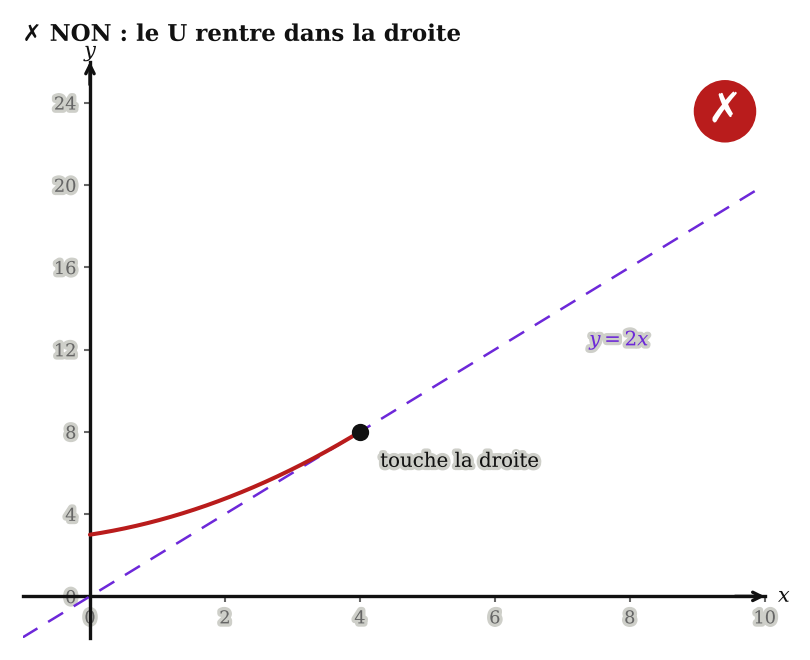 ✗ NON : le U rentre dans la droite
y
24
✗
20
16
12
y = 2x
8
touche la droite
4
0
x
0 2 4 6 8 10